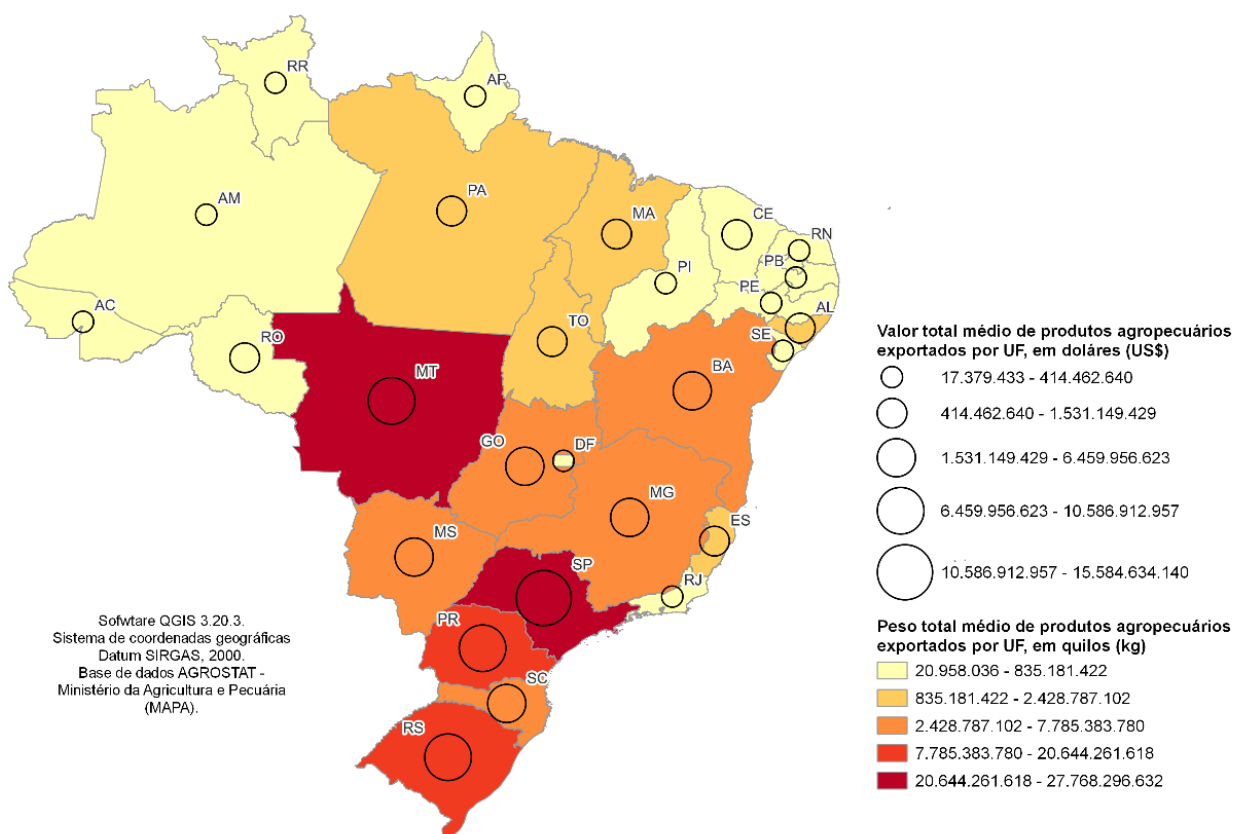 RR
AP
AM
PA
MA
CE
RN
PB
PI
PE
AL
AC
RO
TO
SE
MT
BA
GO
DF
MG
MS
ES
SP
RJ
PR
SC
RS
Valor total médio de produtos agropecuários
exportados por UF, em doláres (US$)
17.379.433 - 414.462.640
414.462.640 - 1.531.149.429
1.531.149.429 - 6.459.956.623
6.459.956.623 - 10.586.912.957
10.586.912.957 - 15.584.634.140
Peso total médio de produtos agropecuários
exportados por UF, em quilos (kg)
20.958.036 - 835.181.422
835.181.422 - 2.428.787.102
2.428.787.102 - 7.785.383.780
7.785.383.780 - 20.644.261.618
20.644.261.618 - 27.768.296.632
Sofwtare QGIS 3.20.3.
Sistema de coordenadas geográficas
Datum SIRGAS, 2000.
Base de dados AGROSTAT -
Ministério da Agricultura e Pecuária
(MAPA).